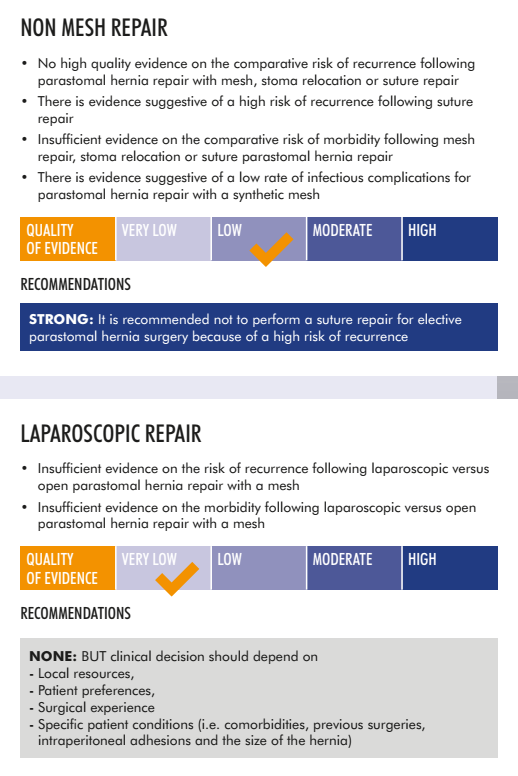 NON MESH REPAIR
• No high quality evidence on the comparative risk of recurrence following
parastomal hernia repair with mesh, stoma relocation or suture repair
• There is evidence suggestive of a high risk of recurrence following suture
repair
• Insufficient evidence on the comparative risk of morbidity following mesh
repair, stoma relocation or suture parastomal hernia repair
• There is evidence suggestive of a low rate of infectious complications for
parastomal hernia repair with a synthetic mesh
QUALITY
OF EVIDENCE
VERY LOW
LOW
MODERATE
HIGH
RECOMMENDATIONS
STRONG: It is recommended not to perform a suture repair for elective
parastomal hernia surgery because of a high risk of recurrence
LAPAROSCOPIC REPAIR
• Insufficient evidence on the risk of recurrence following laparoscopic versus
open parastomal hernia repair with a mesh
• Insufficient evidence on the morbidity following laparoscopic versus open
parastomal hernia repair with a mesh
QUALITY
OF EVIDENCE
VERY LOW
LOW
MODERATE
HIGH
RECOMMENDATIONS
NONE: BUT clinical decision should depend on
- Local resources,
- Patient preferences,
- Surgical experience
- Specific patient conditions (i.e. comorbidities, previous surgeries,
intraperitoneal adhesions and the size of the hernia)